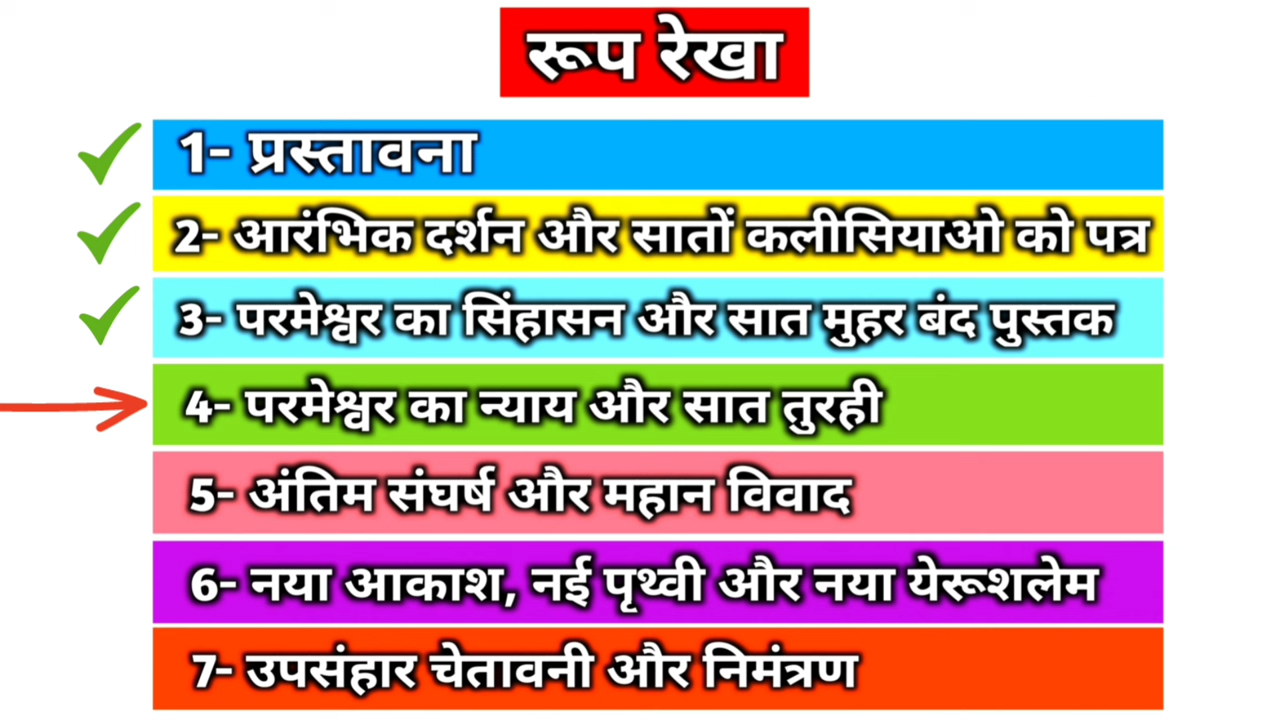 रूप रेखा
1- प्रस्तावना
2- आरंभिक दर्शन और सातों कलीसियाओ को पत्र
3- परमेश्वर का सिंहासन और सात मुहर बंद पुस्तक
4- परमेश्वर का न्याय और सात तुरही
5- अंतिम संघर्ष और महान विवाद
6- नया आकाश, नई पृथ्वी और नया येरूशलेम
7- उपसंहार चेतावनी और निमंत्रण